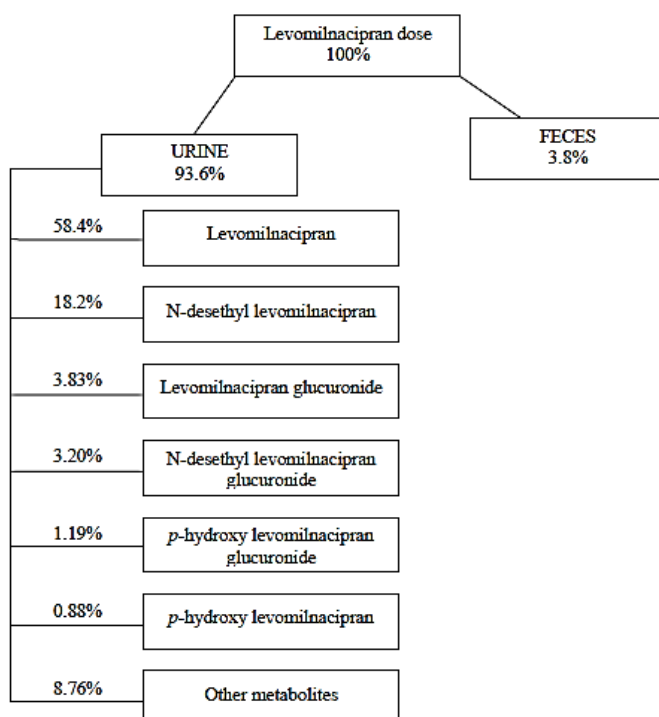 Levomilnacipran dose
100%
URINE
93.6%
FECES
3.8%
58.4%
Levomilnacipran
18.2%
N-desethyl levomilnacipran
3.83%
Levomilnacipran glucuronide
3.20%
N-desethyl levomilnacipran
glucuronide
1.19%
p-hydroxy levomilnacipran
glucuronide
0.88%
p-hydroxy levomilnacipran
8.76%
Other metabolites